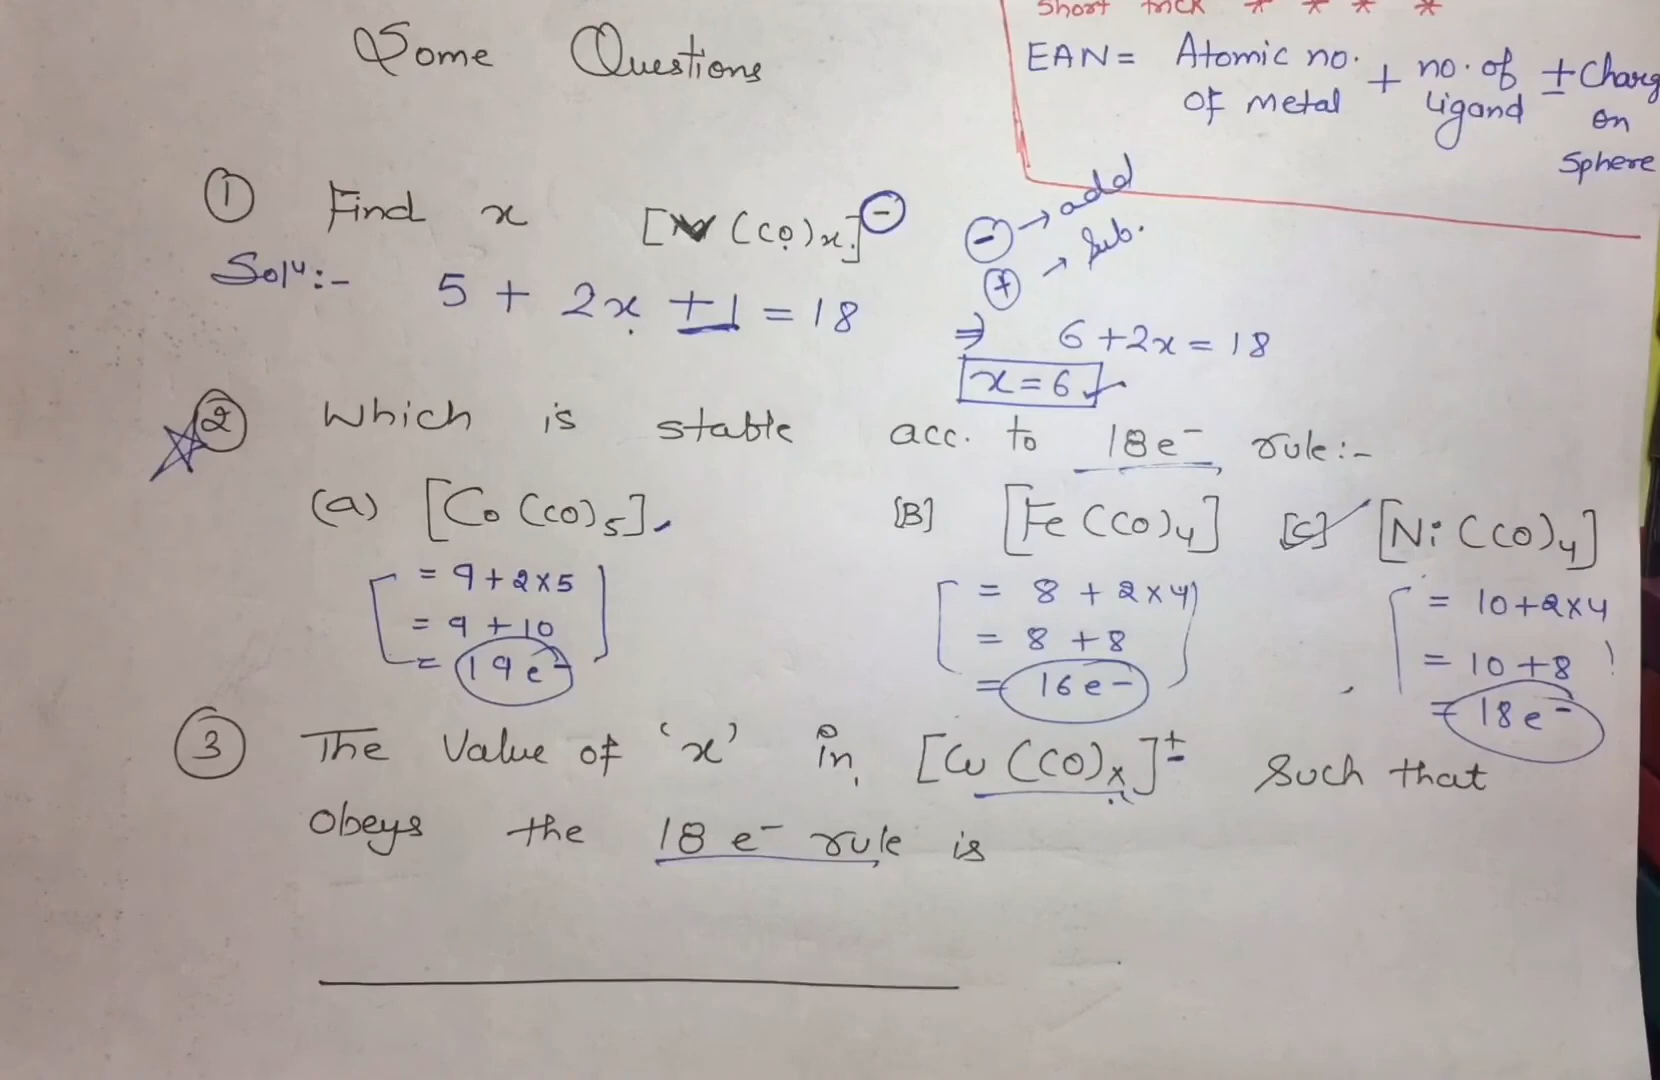 Short trick * * * *
EAN = Atomic no. of metal + no. of ligand ± Charg on Sphere
Some Questions
① Find x [V(CO)x]⊖
⊖ → add
⊕ → Sub.
Solⁿ:- 5 + 2x +1 = 18
⇒ 6 + 2x = 18
x = 6
② Which is stable acc. to 18e⁻ rule:-
(a) [Co(CO)5] [B] [Fe(CO)4] [C] [Ni(CO)4]
= 9 + 2×5
= 9 + 10
= 19e⁻
= 8 + 2×4
= 8 + 8
= 16e⁻
= 10+2×4
= 10+8
= 18e⁻
③ The Value of 'x' in [Cu(CO)x]⁺ Such that
obeys the 18 e⁻ rule is